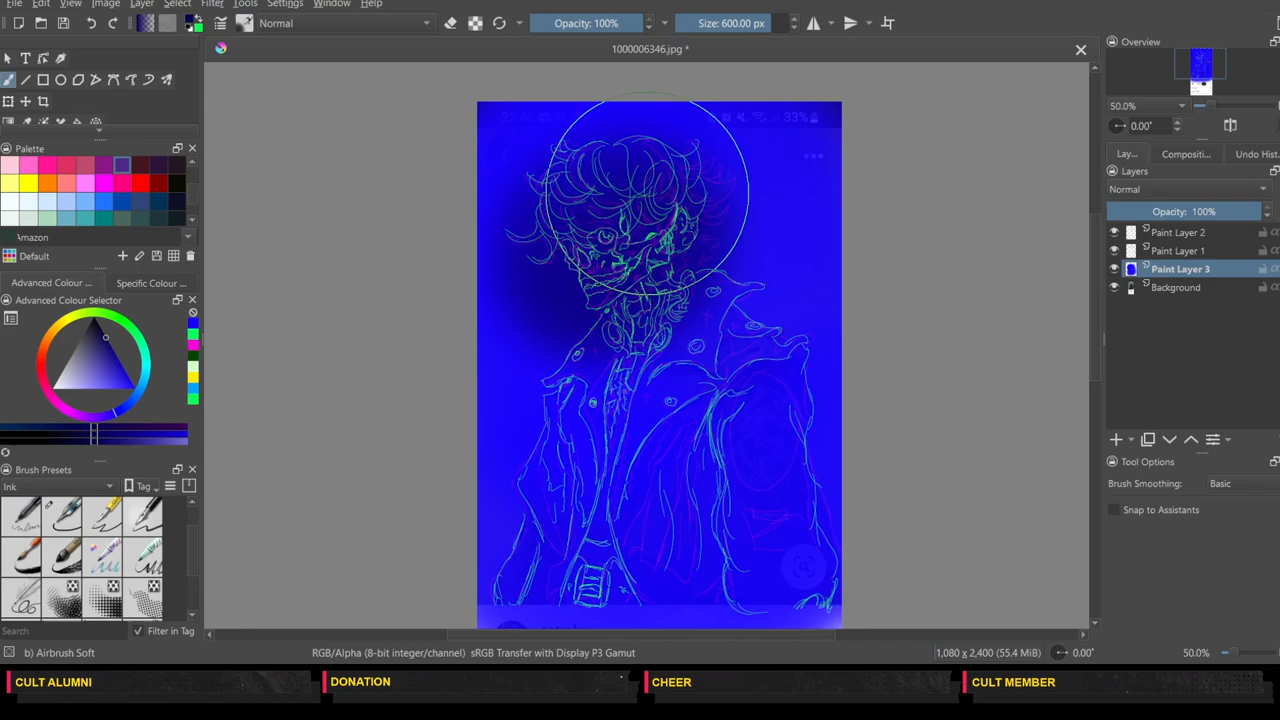 File Edit View Image Layer Select Filter Tools Settings Window Help
Normal Opacity: 100% Size: 600.00 px
1000006346.jpg *
Overview
50.0%
0.00°
Lay... Compositi... Undo Hist.
Layers
Normal
Opacity: 100%
Paint Layer 2
Paint Layer 1
Paint Layer 3
Background
Tool Options
Brush Smoothing: Basic
Snap to Assistants
33%
Palette
Amazon
Default
Advanced Colour ... Specific Colour ...
Advanced Colour Selector
Brush Presets
Ink Tag
Search Filter in Tag
b) Airbrush Soft RGB/Alpha (8-bit integer/channel) sRGB Transfer with Display P3 Gamut 1,080 x 2,400 (55.4 MiB) 0.00° 50.0%
CULT ALUMNI DONATION CHEER CULT MEMBER